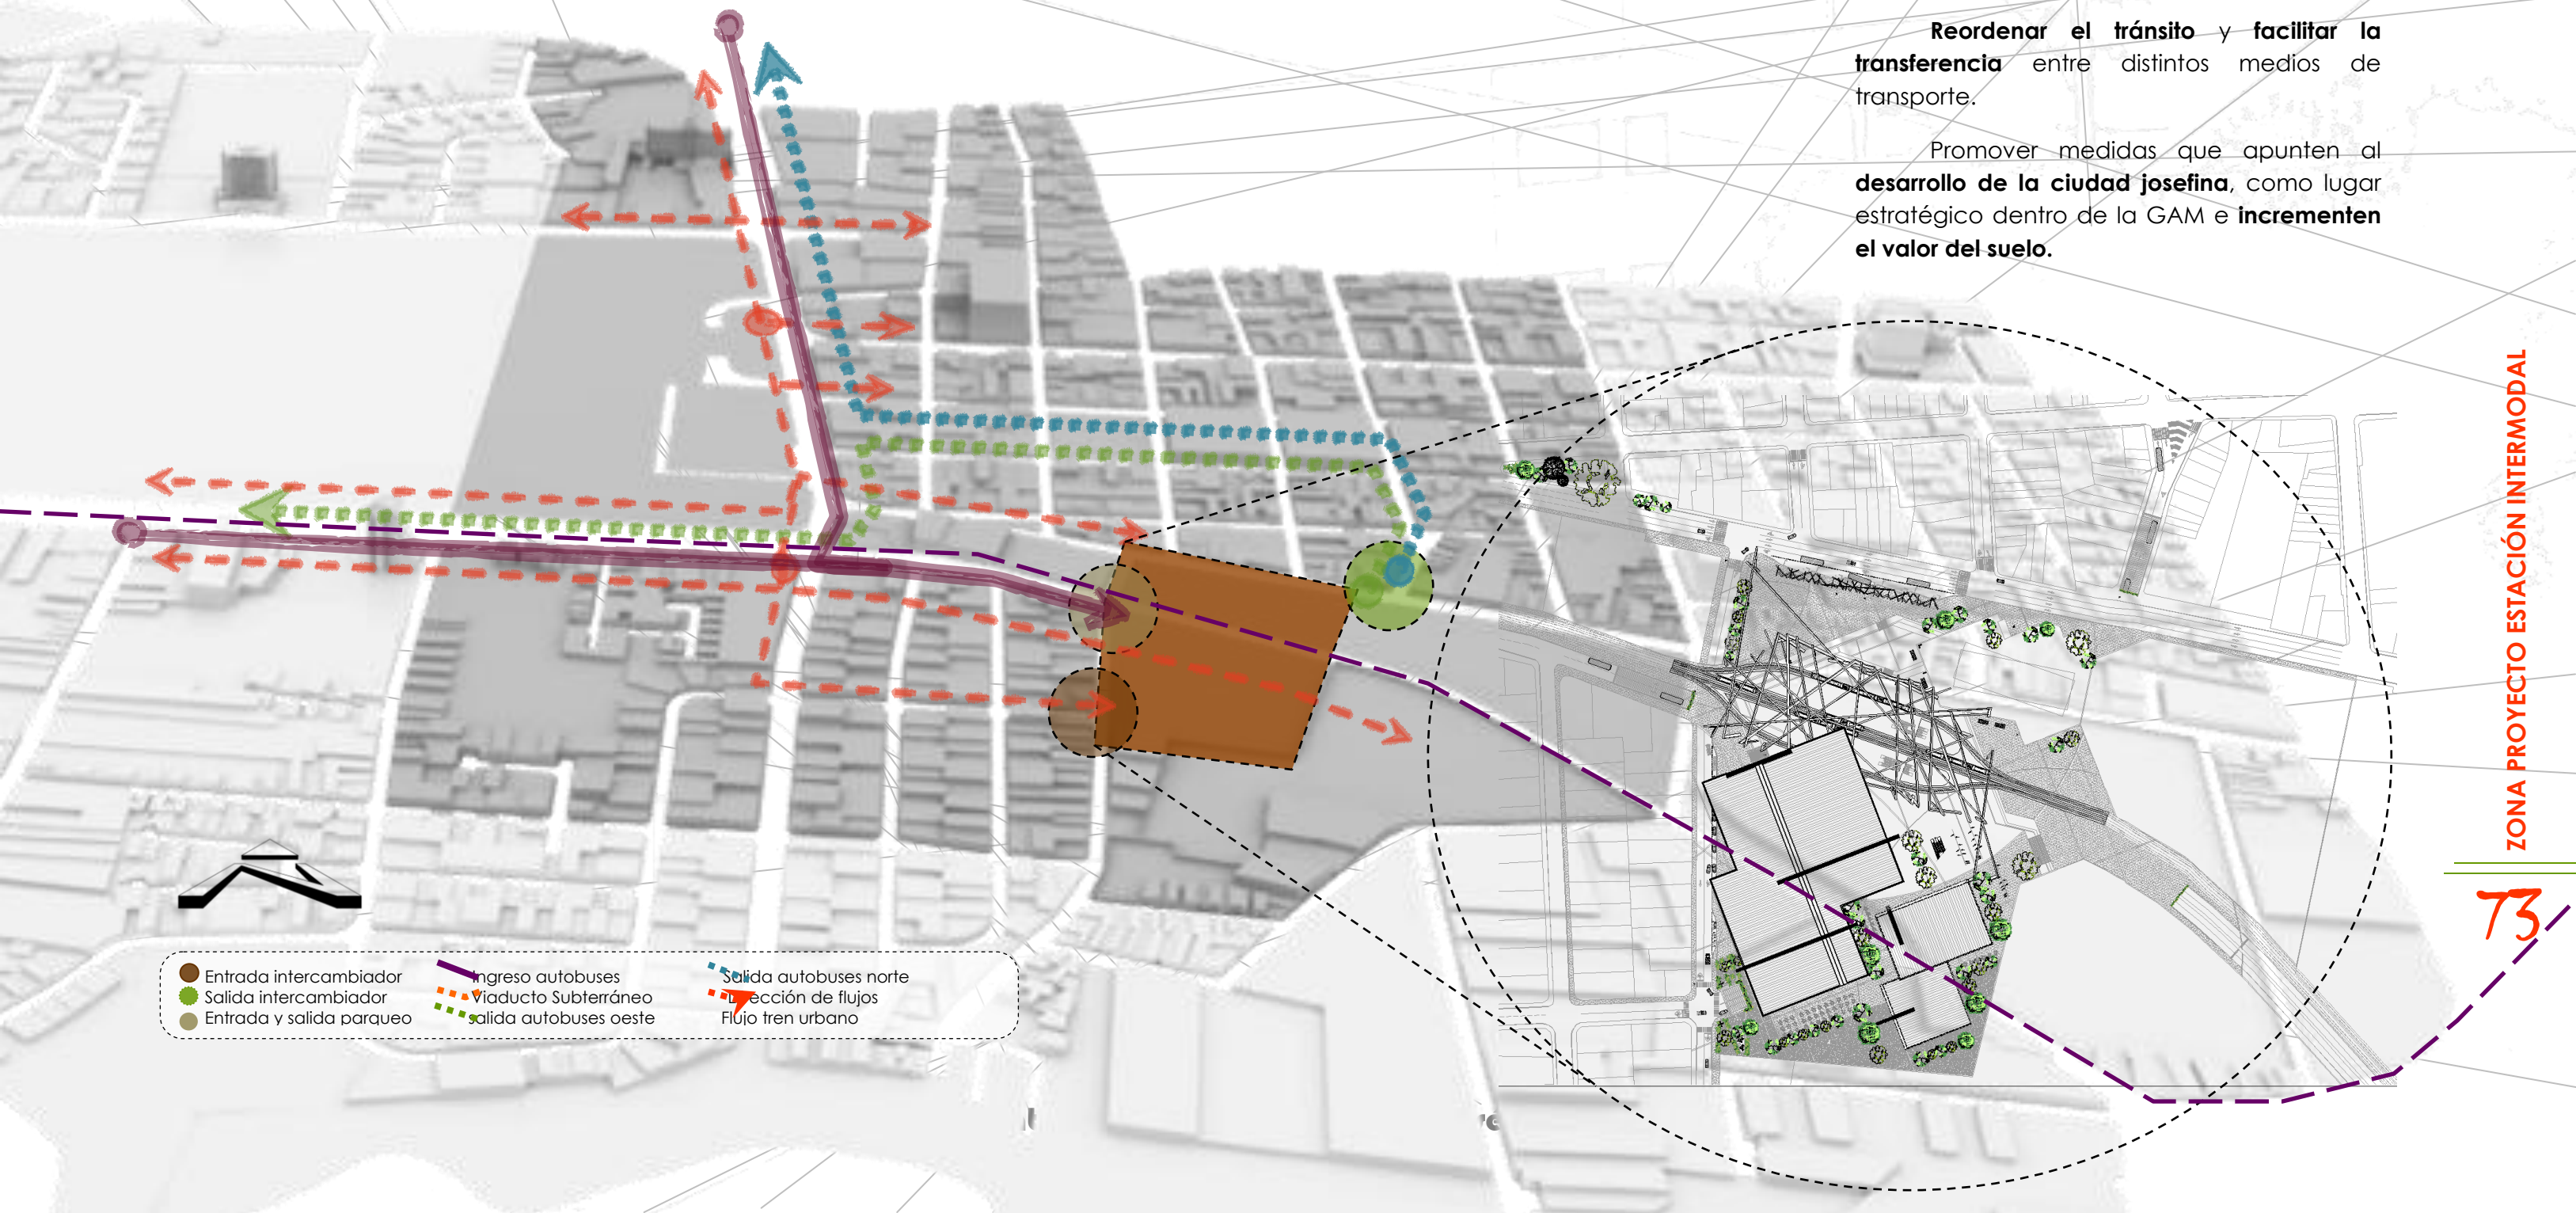 Reordenar el tránsito y facilitar la
transferencia entre distintos medios de
transporte.
Promover medidas que apunten al
desarrollo de la ciudad josefina, como lugar
estratégico dentro de la GAM e incrementen
el valor del suelo.
ZONA PROYECTO ESTACIÓN INTERMODAL
73
Entrada intercambiador
Salida intercambiador
Entrada y salida parqueo
Ingreso autobuses
Viaducto Subterráneo
salida autobuses oeste
Salida autobuses norte
Dirección de flujos
Flujo tren urbano